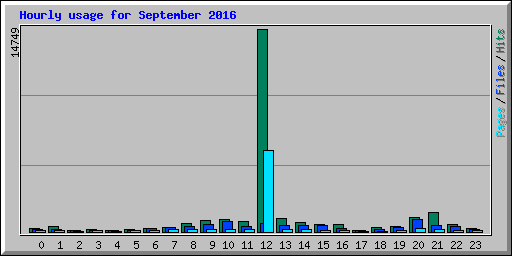 Hourly usage for September 2016
14749
Pages/Files/Hits
0 1 2 3 4 5 6 7 8 9 10 11 12 13 14 15 16 17 18 19 20 21 22 23